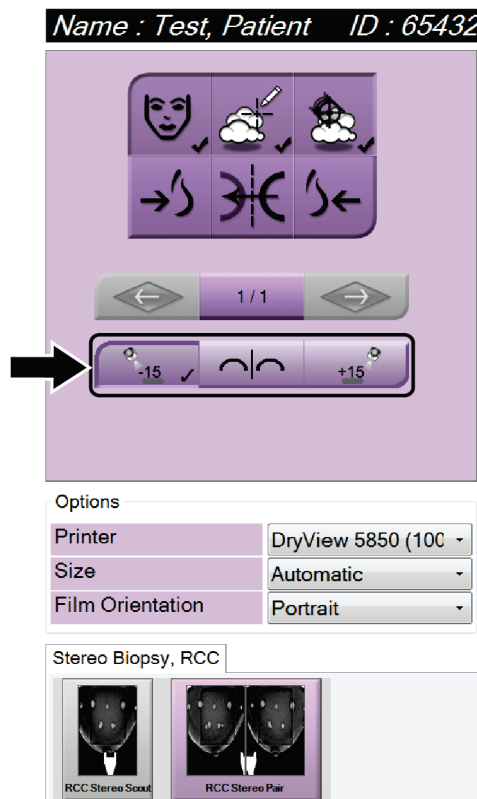 Name : Test, Patient ID : 65432
1 / 1
-15 +15
Options
Printer DryView 5850 (100
Size Automatic
Film Orientation Portrait
Stereo Biopsy, RCC
RCC Stereo Scout RCC Stereo Pair